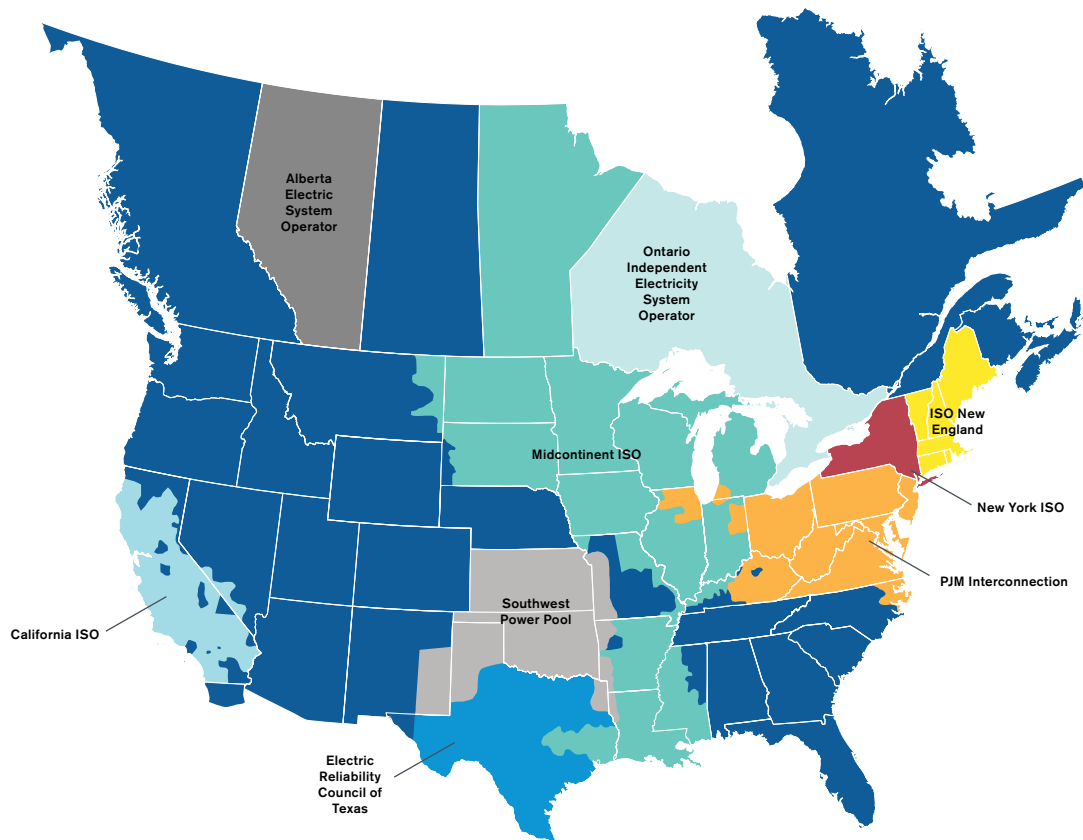 Alberta
Electric
System
Operator
Ontario
Independent
Electricity
System
Operator
ISO New
England
Midcontinent ISO
New York ISO
PJM Interconnection
Southwest
Power Pool
California ISO
Electric
Reliability
Council of
Texas